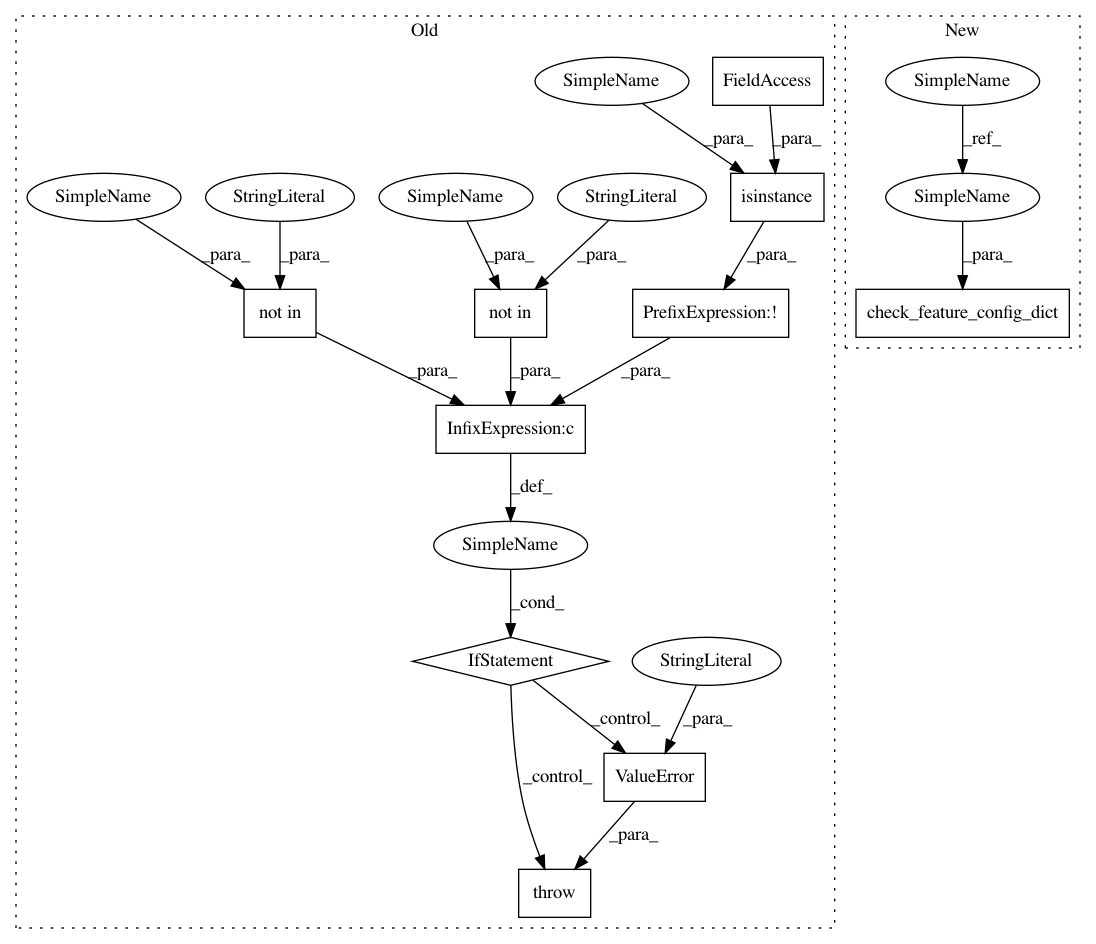 Old
New
SimpleName
FieldAccess
SimpleName
_para_
_para_
_ref_
SimpleName
StringLiteral
SimpleName
StringLiteral
isinstance
SimpleName
_para_
_para_
_para_
_para_
_para_
_para_
not in
not in
PrefixExpression:!
check_feature_config_dict
_para_
_para_
_para_
InfixExpression:c
_def_
SimpleName
_cond_
IfStatement
StringLiteral
_control_
_para_
_control_
ValueError
_para_
throw